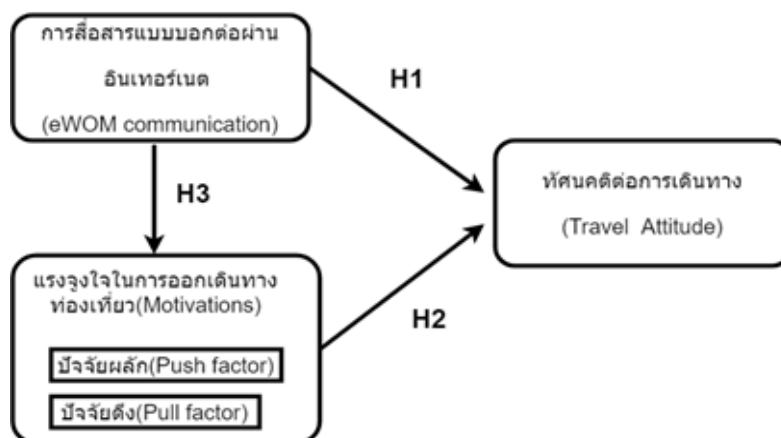 การสื่อสารแบบบอกต่อผ่าน
อินเทอร์เนต
(eWOM communication)
H1
H3
ทัศนคติต่อการเดินทาง
(Travel Attitude)
แรงจูงใจในการออกเดินทาง
ท่องเที่ยว(Motivations)
H2
ปัจจัยผลัก(Push factor)
ปัจจัยดึง(Pull factor)